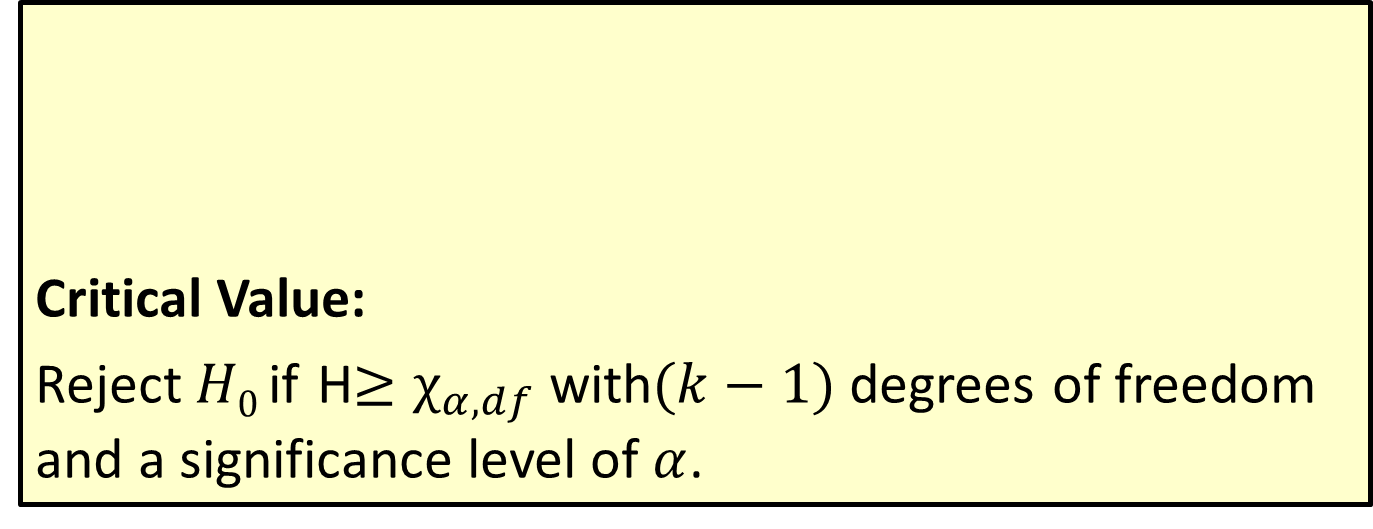 Critical Value:
Reject H₀ if H≥ χ_{α,df} with(k − 1) degrees of freedom
and a significance level of α.